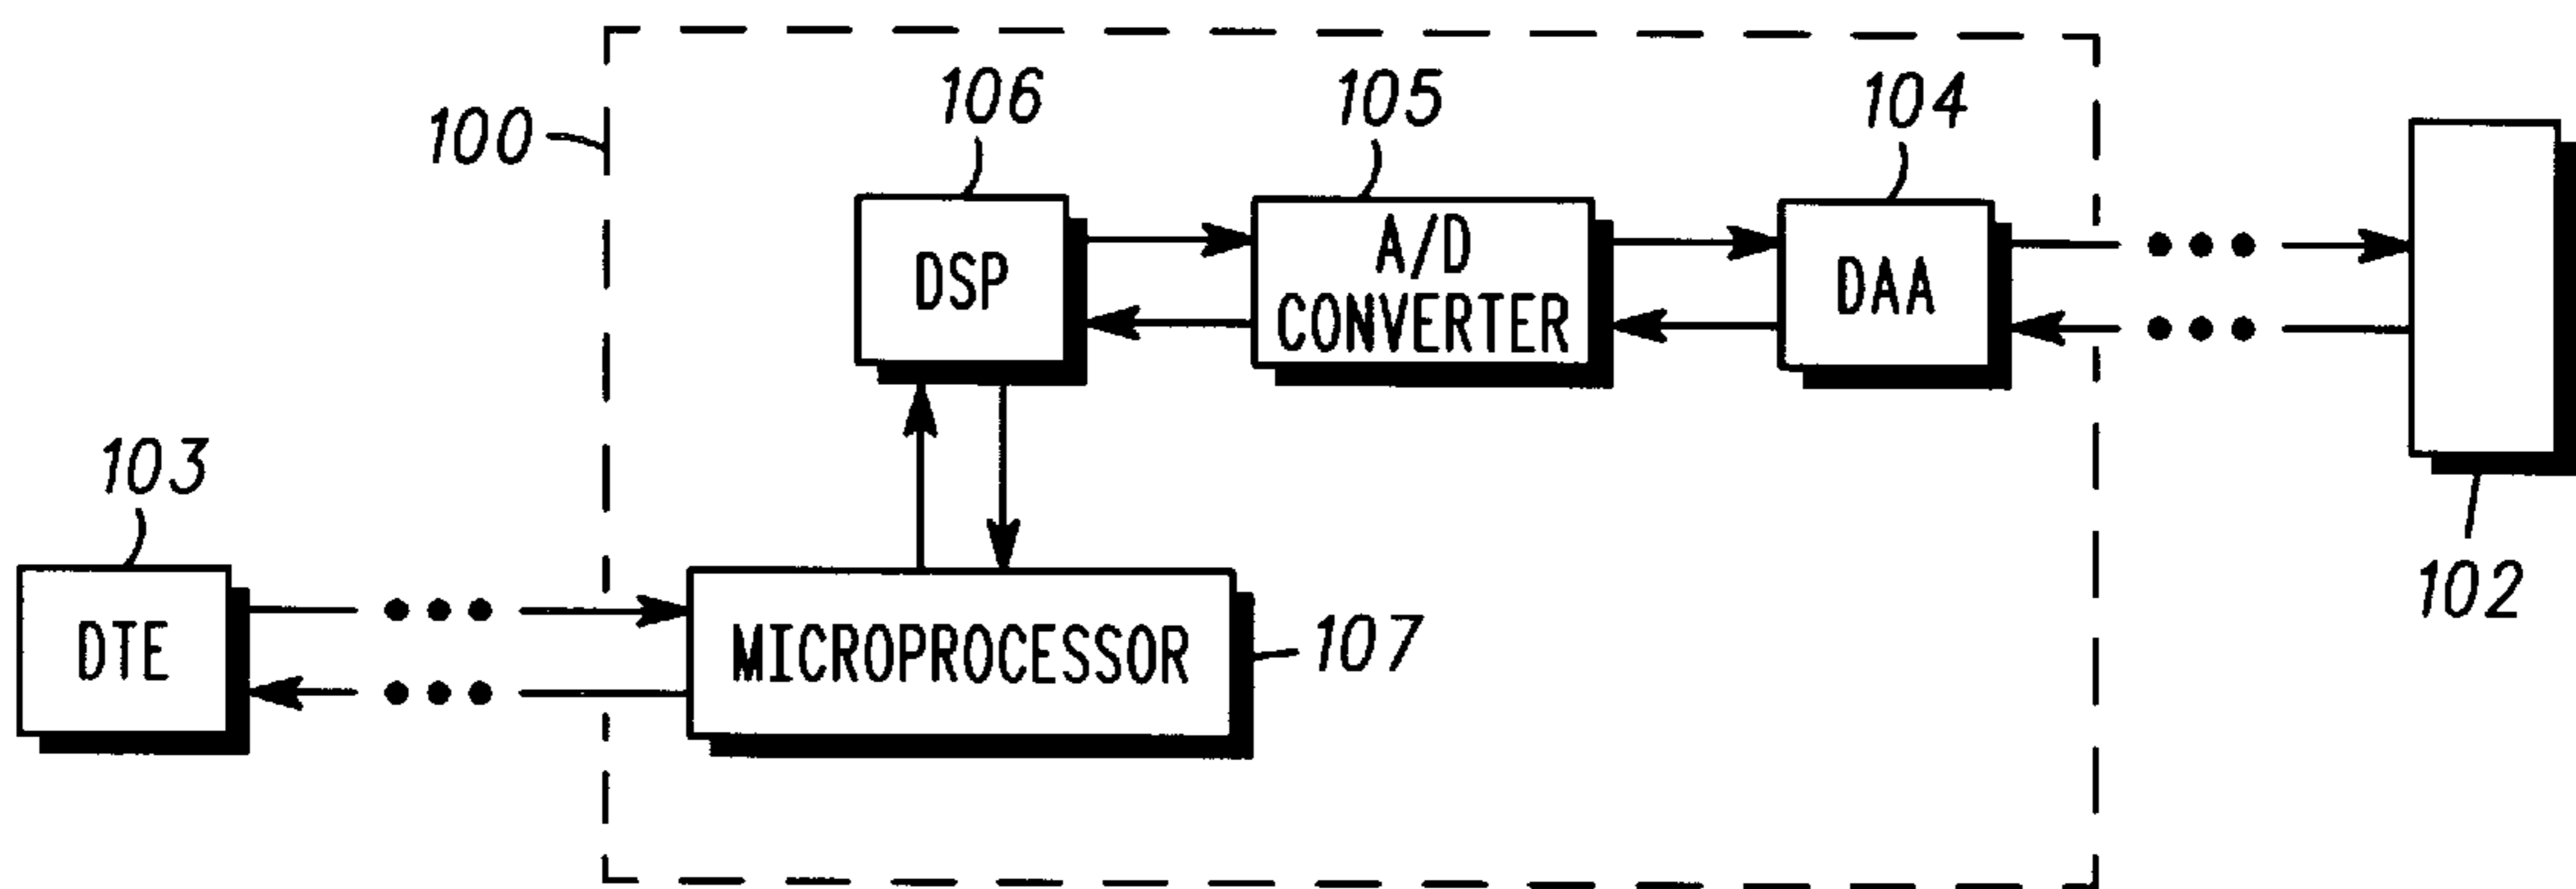 106
105
104
100
DSP
A/D
CONVERTER
DAA
103
102
DTE
MICROPROCESSOR
107